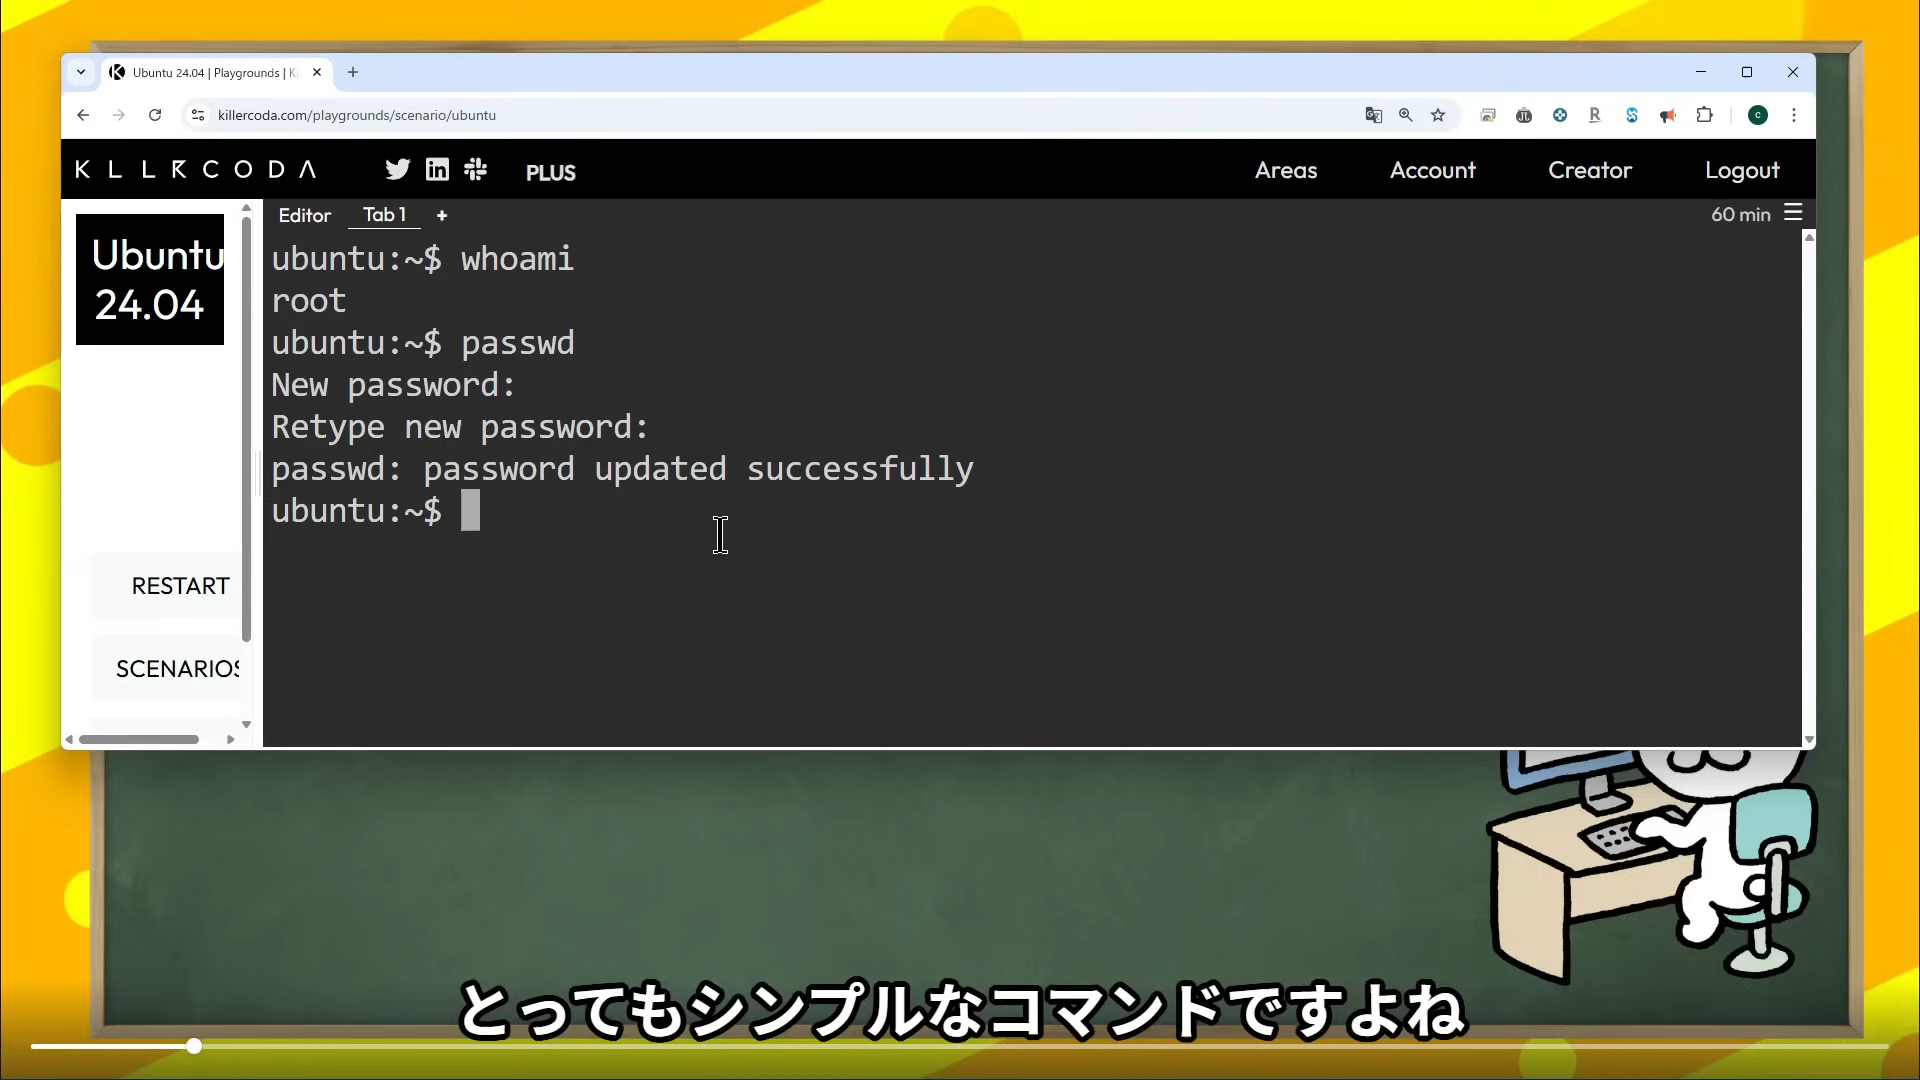 Ubuntu 24.04 | Playgrounds | Ki
killercoda.com/playgrounds/scenario/ubuntu
KLLRCODA
PLUS
Areas
Account
Creator
Logout
Ubuntu
24.04
RESTART
SCENARIOS
Editor
Tab 1
+
60 min
ubuntu:~$ whoami
root
ubuntu:~$ passwd
New password:
Retype new password:
passwd: password updated successfully
ubuntu:~$
とってもシンプルなコマンドですよね